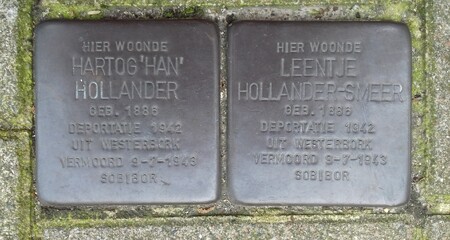 HIER WOONDE
HARTOG 'HAN'
HOLLANDER
GEB. 1886
DEPORTATIE 1942
UIT WESTERBORK
VERMOORD 9-7-1943
SOBIBOR
HIER WOONDE
LEENTJE
HOLLANDER-SMEER
GEB. 1886
DEPORTATIE 1942
UIT WESTERBORK
VERMOORD 9-7-1943
SOBIBOR